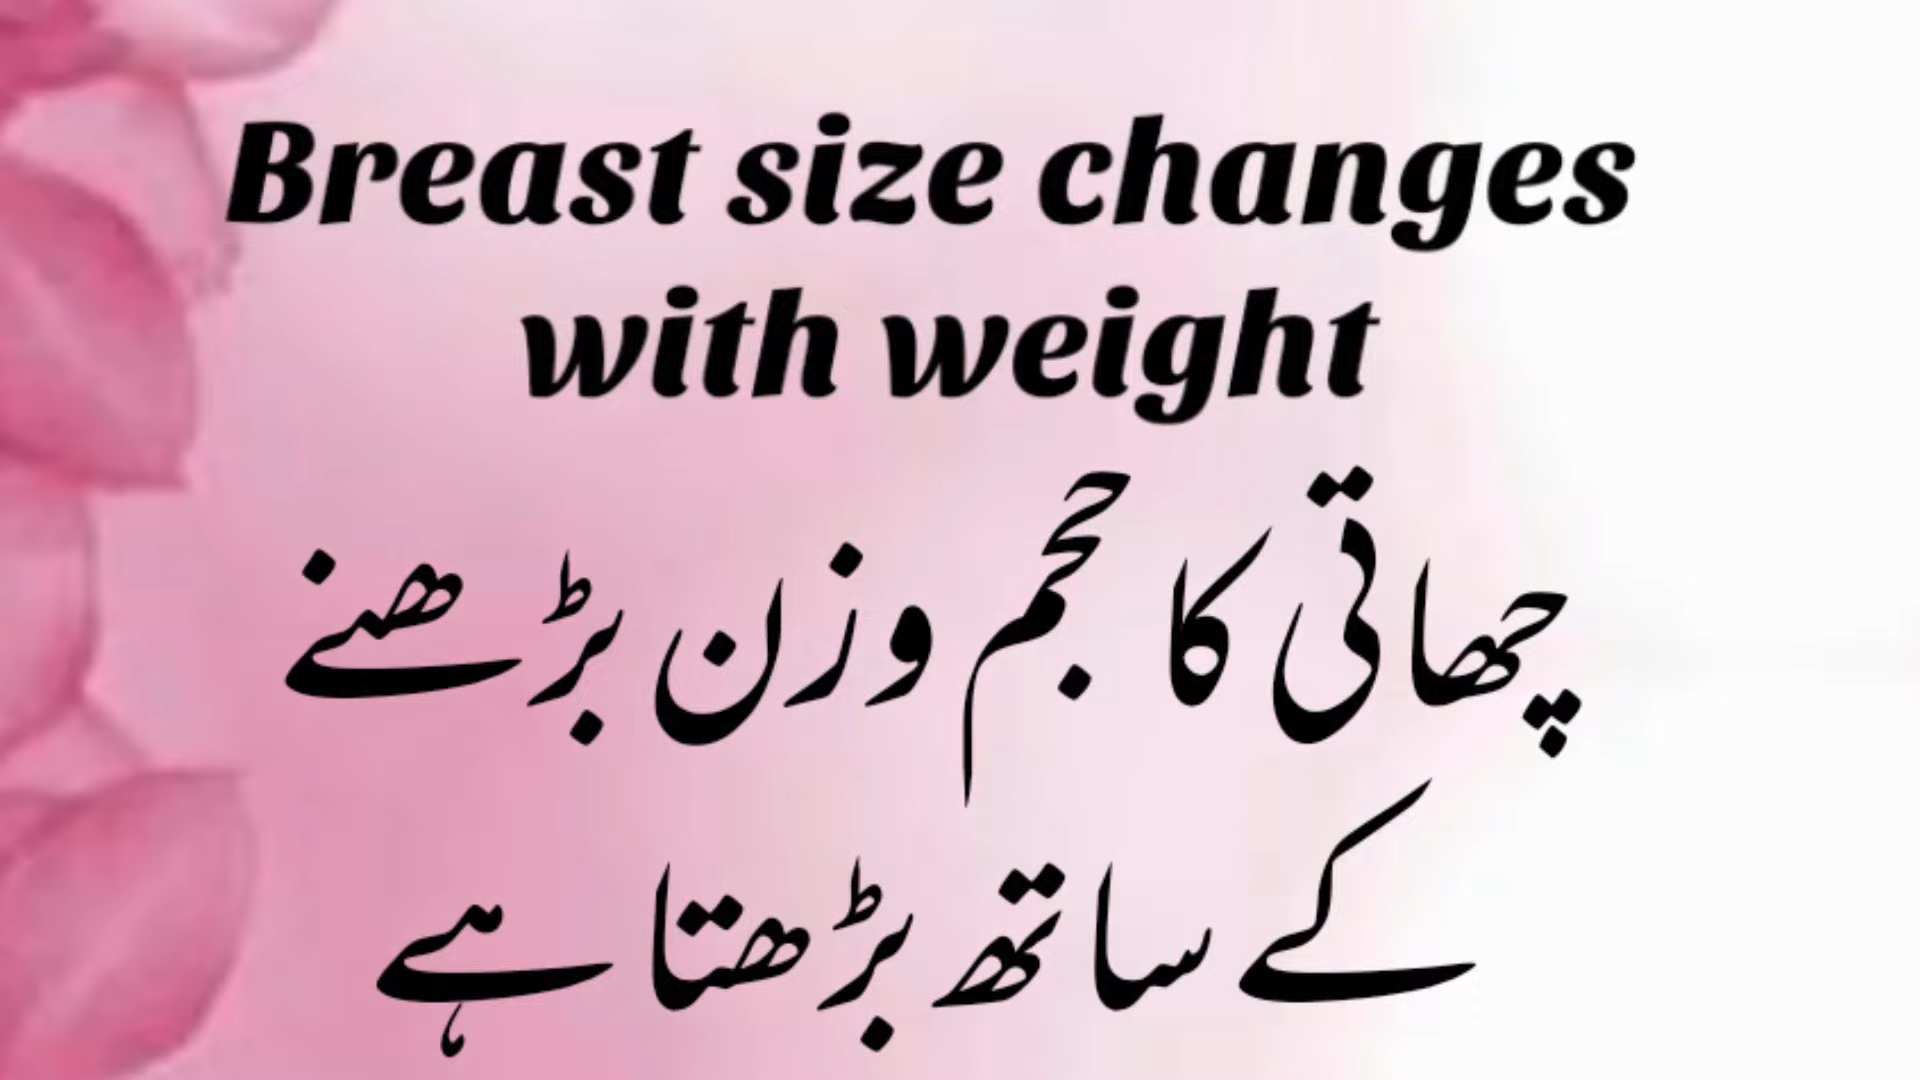 Breast size changes
with weight
چھاتی کا حجم وزن بڑھنے
کے ساتھ بڑھتا ہے